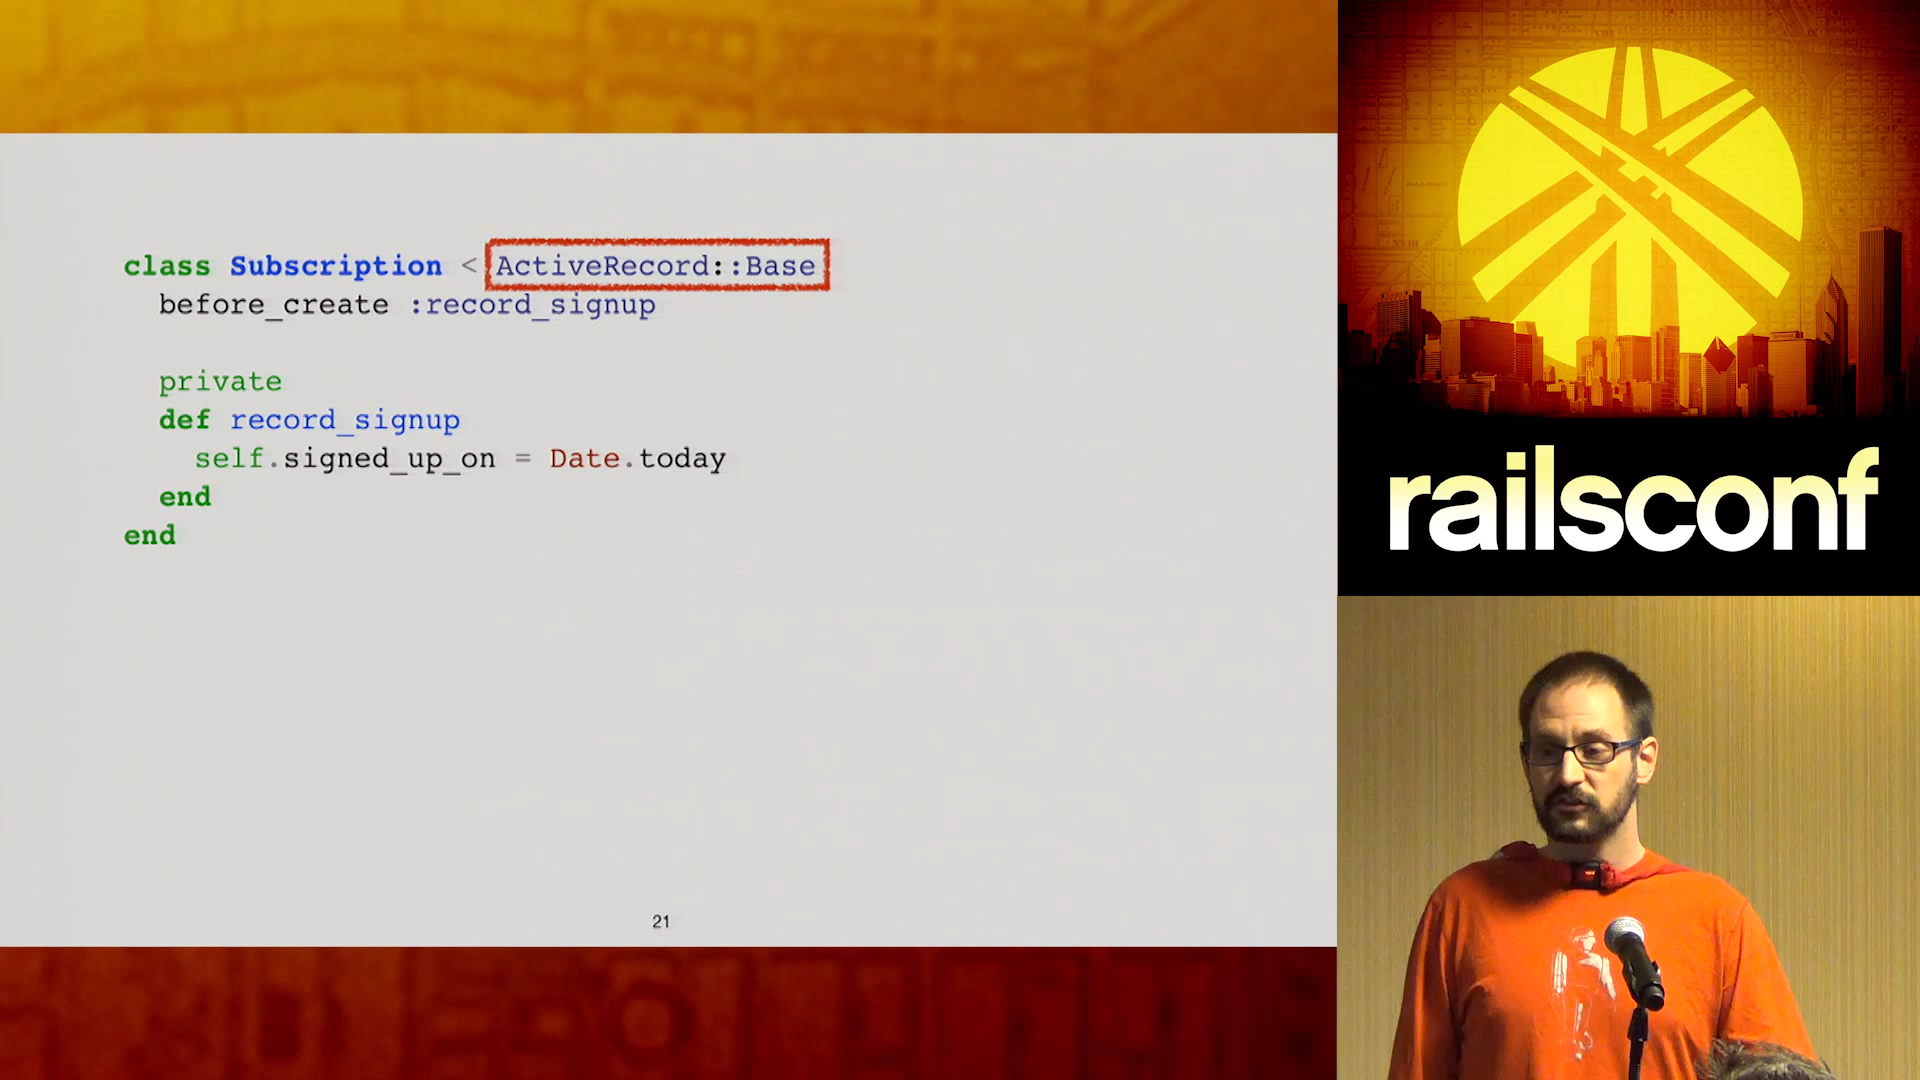 class Subscription < ActiveRecord::Base
before_create :record_signup
private
def record_signup
self.signed_up_on = Date.today
end
end
21
railsconf